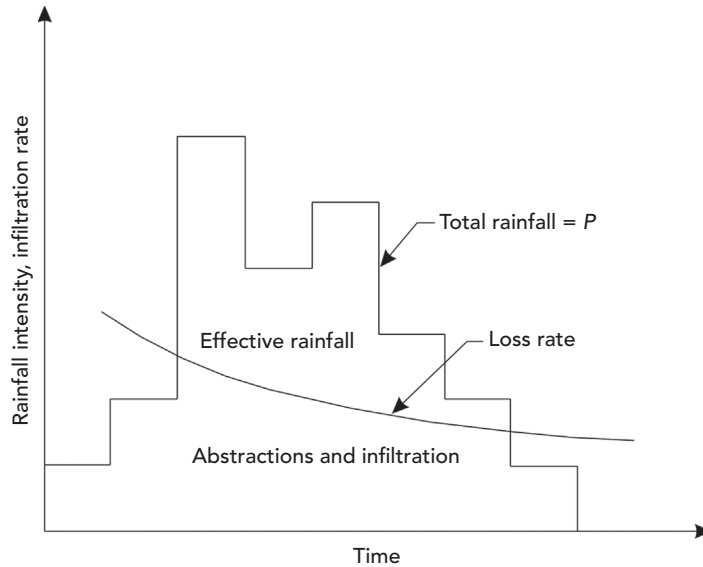 Rainfall intensity, infiltration rate
Total rainfall = P
Effective rainfall
Loss rate
Abstractions and infiltration
Time